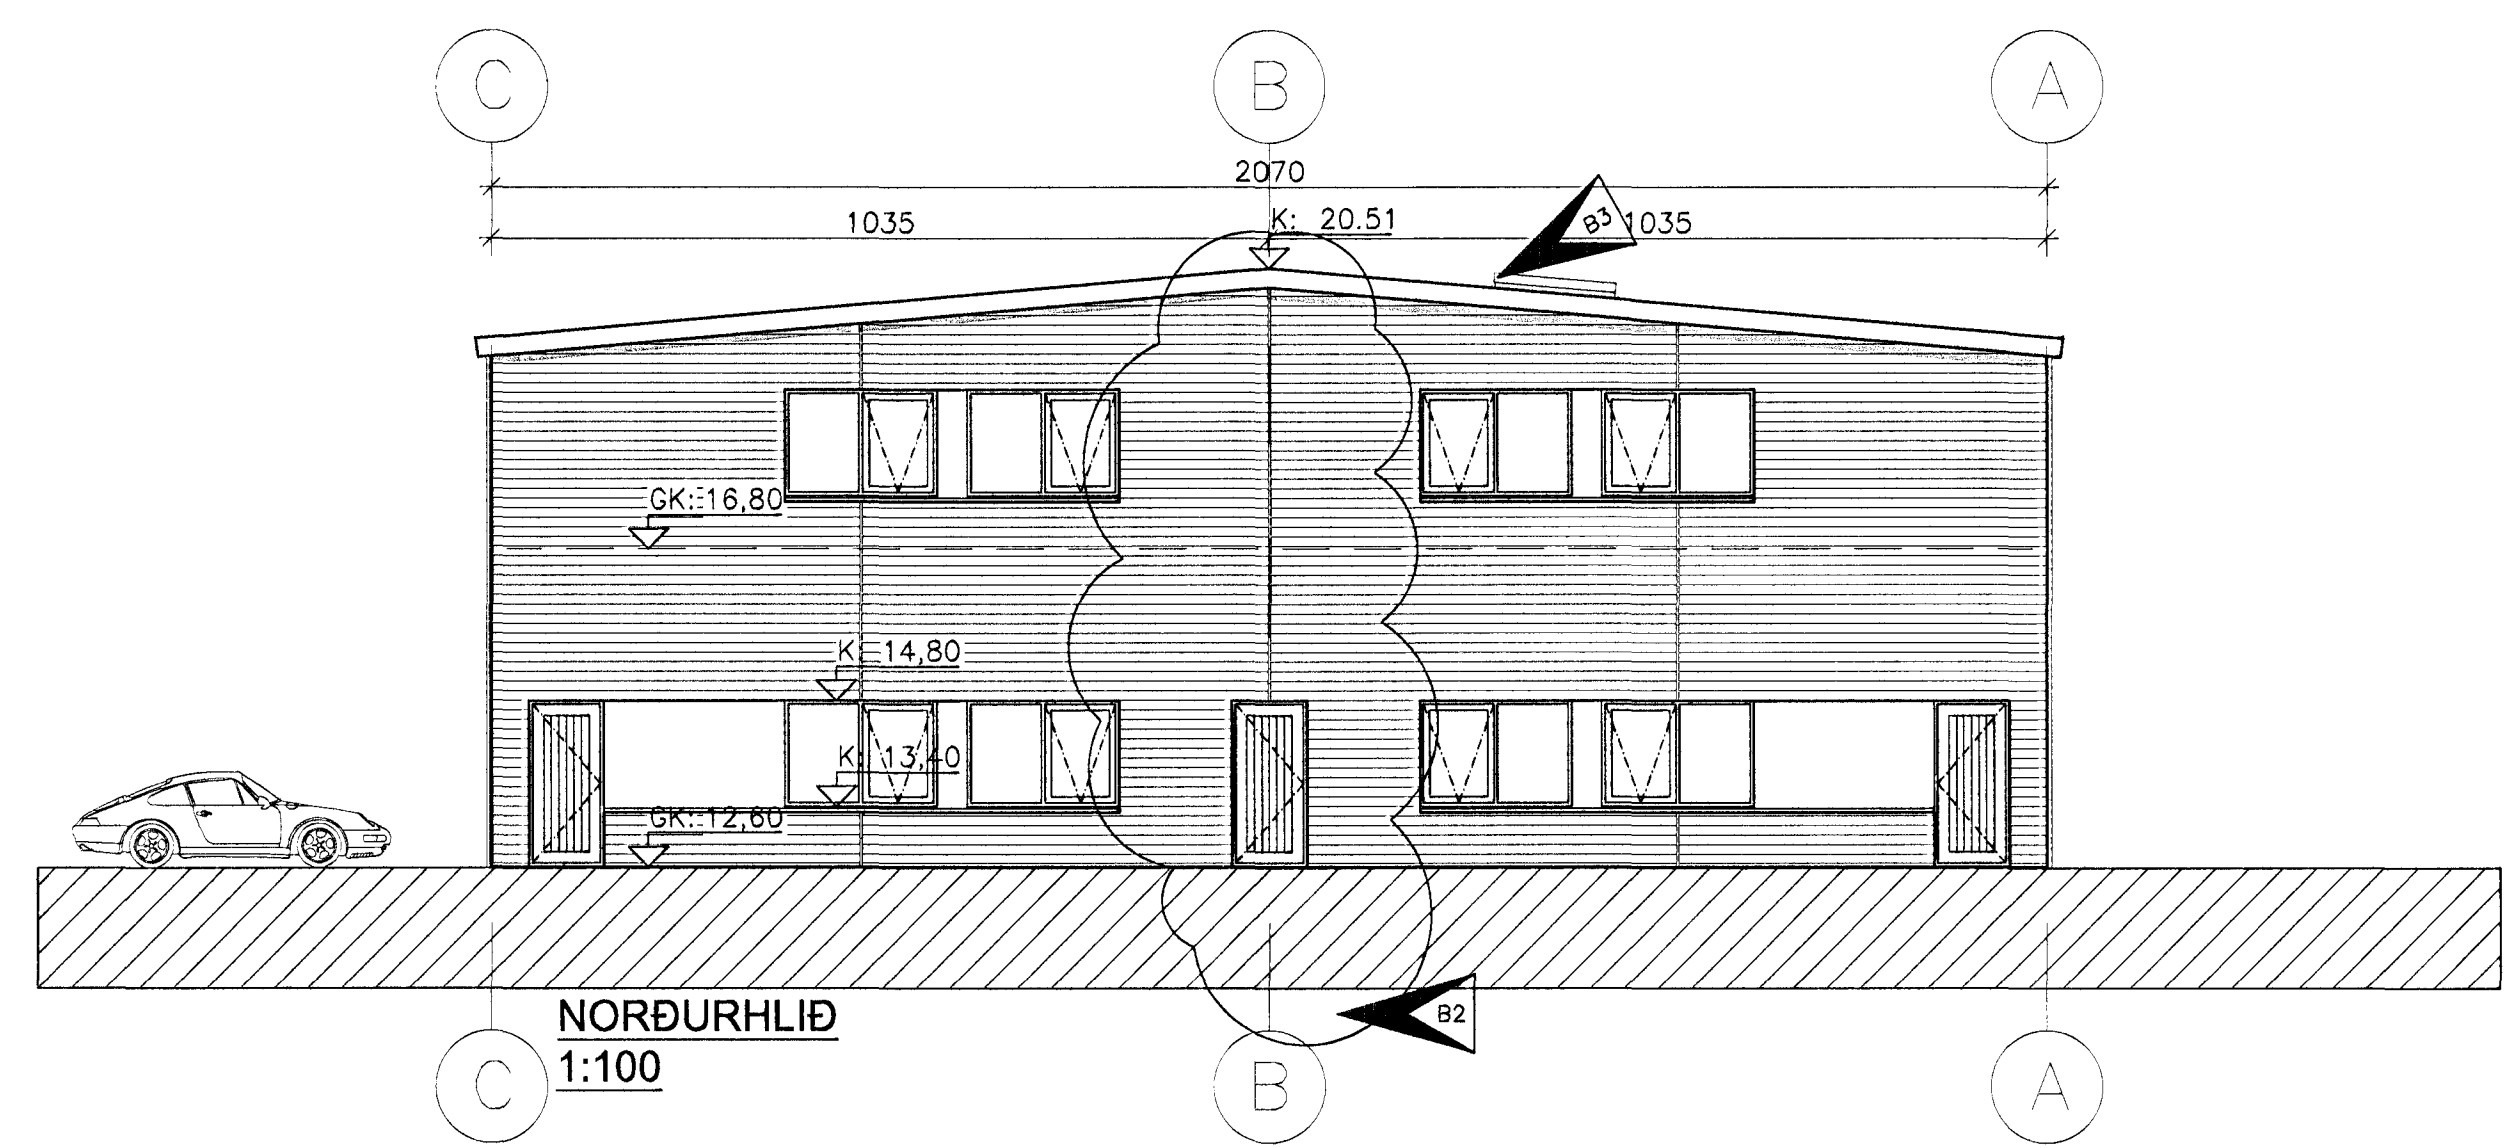 C B A
2070
1035 K: 20.51 B3 1035
GK: 16,80
K: 14,80
K: 13,40
GK: 12,60
NORÐURHLIÐ
1:100
B2
C B A